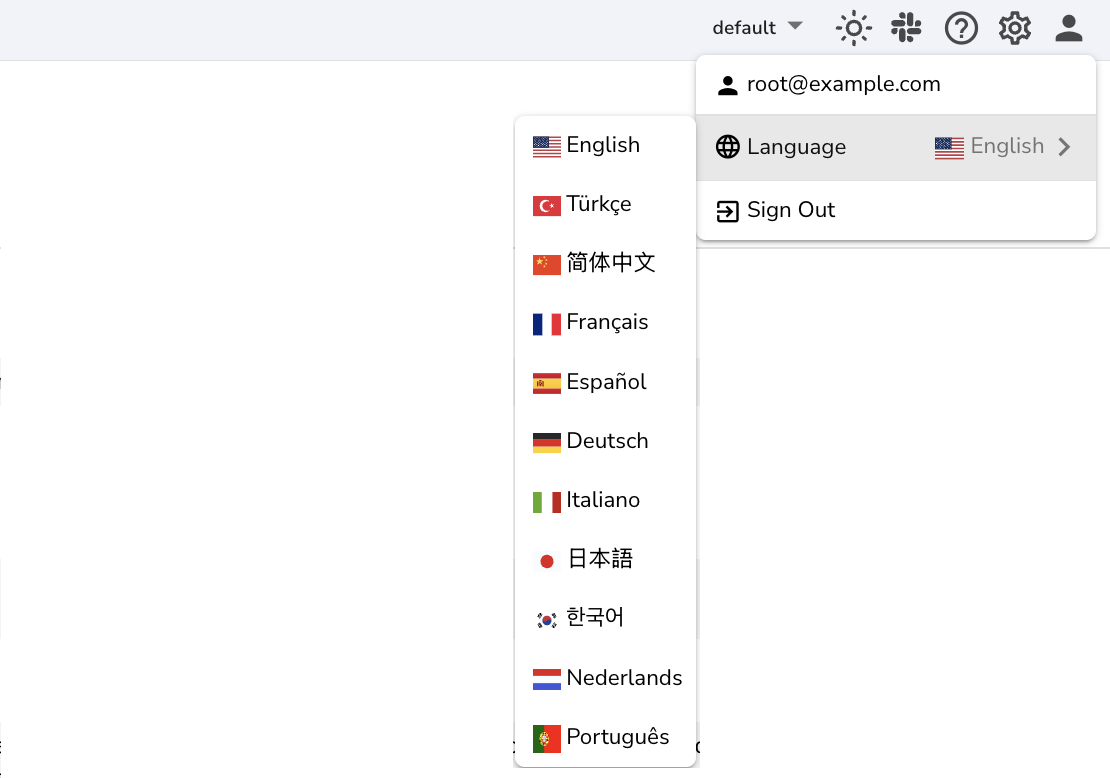 default
root@example.com
Language English
Sign Out
English
Türkçe
简体中文
Français
Español
Deutsch
Italiano
日本語
한국어
Nederlands
Português